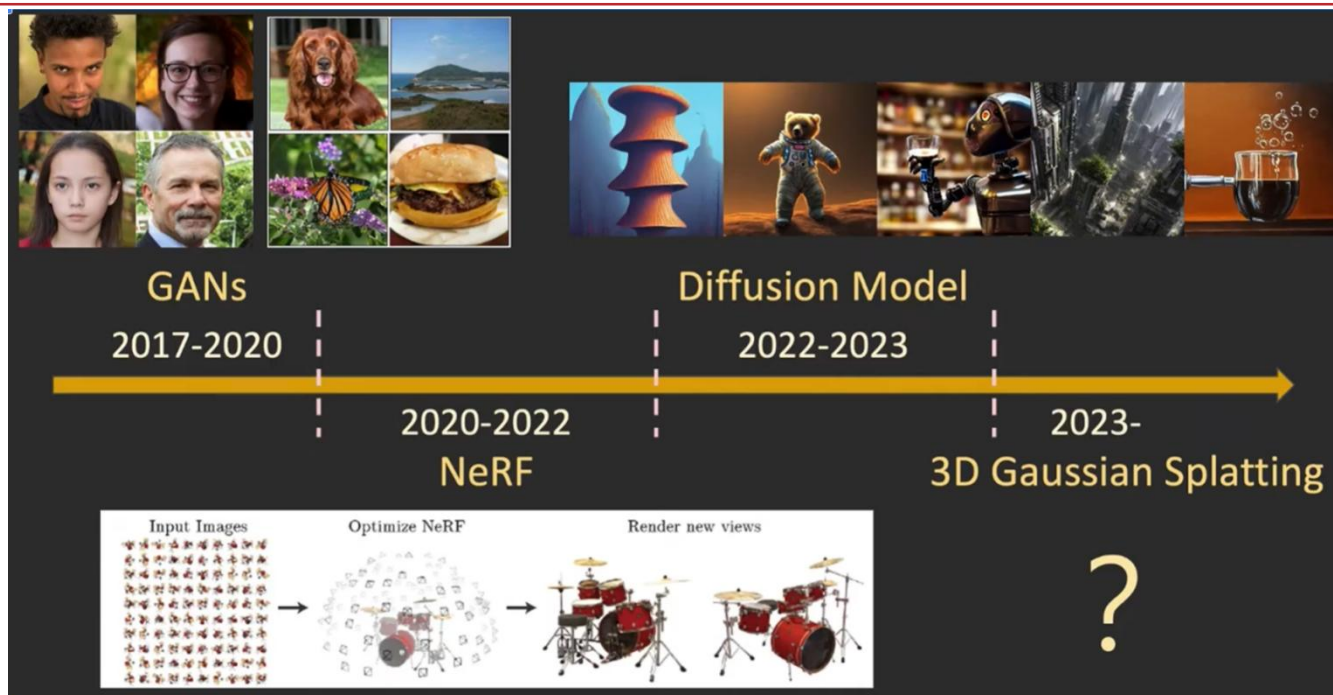 GANs
2017-2020
Diffusion Model
2022-2023
2020-2022
NeRF
2023-
3D Gaussian Splatting
Input Images
Optimize NeRF
Render new views
?